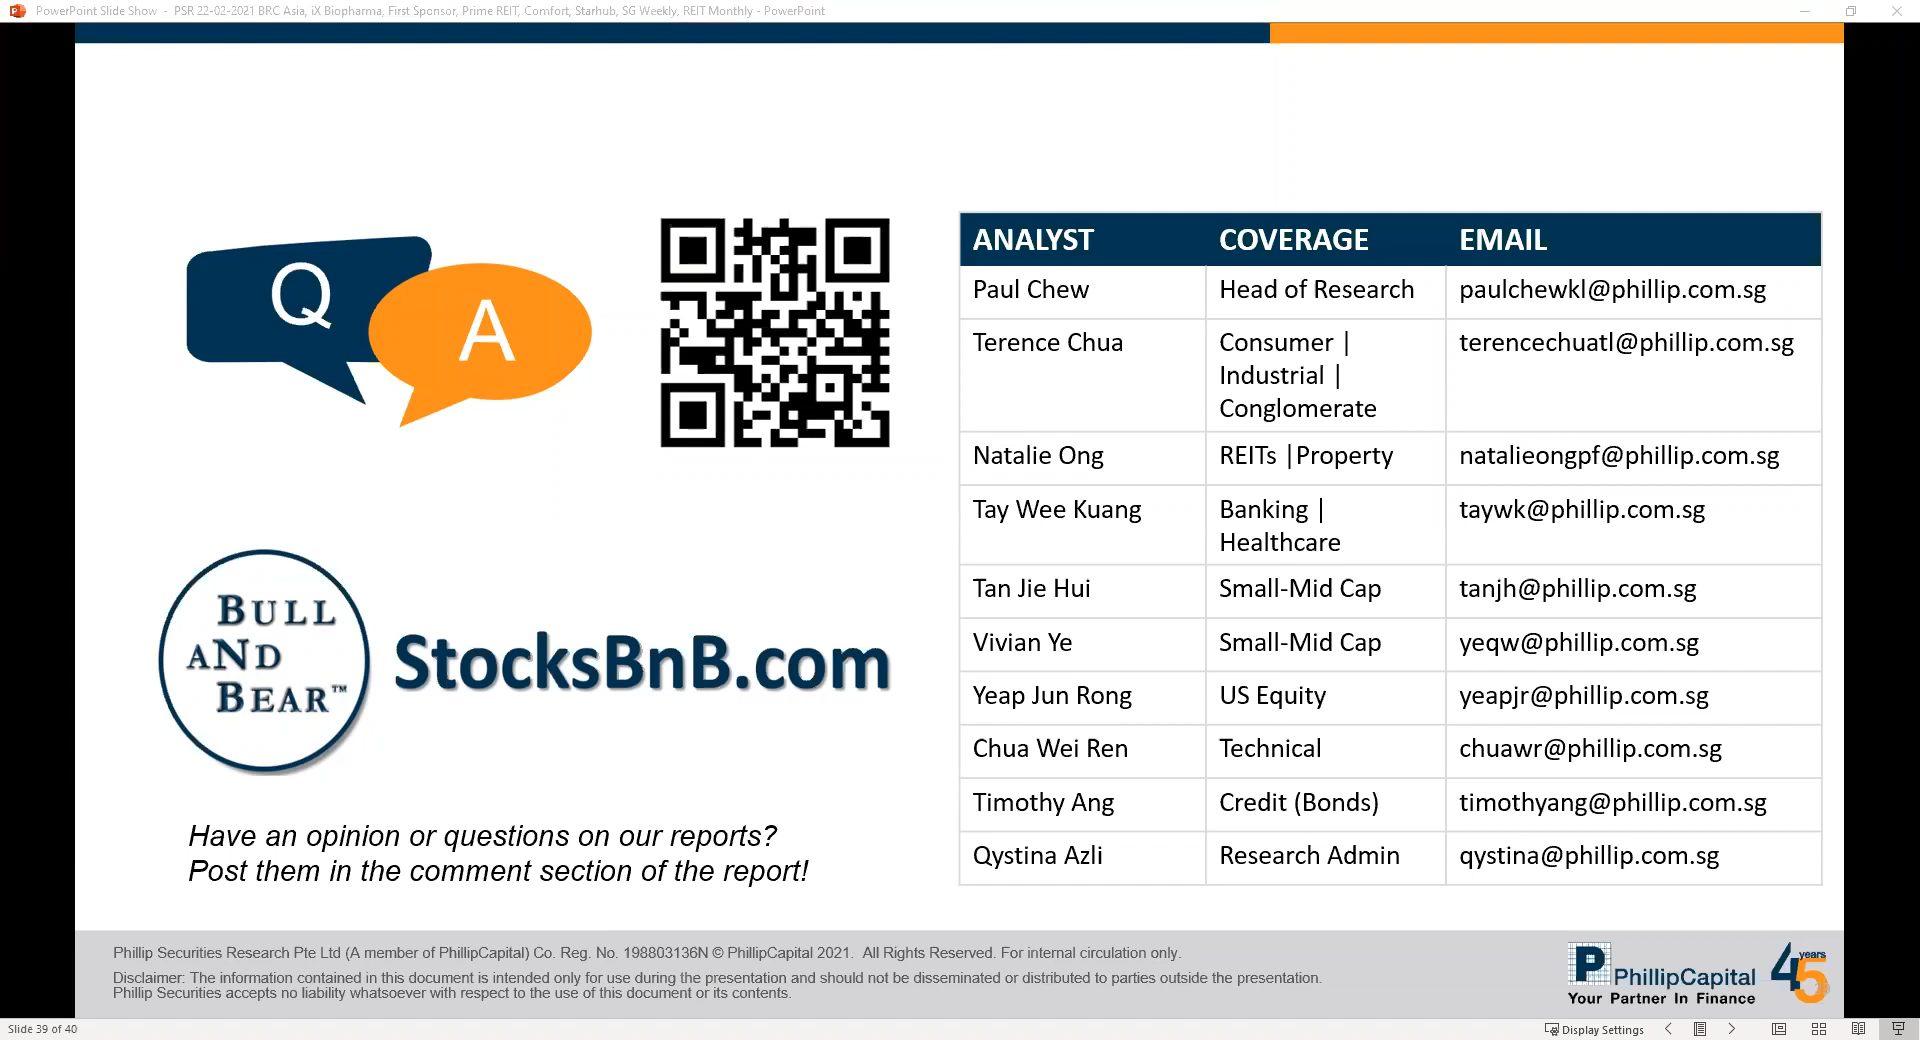 PowerPoint Slide Show - PSR 22-02-2021 BRC Asia, iX Biopharma, First Sponsor, Prime REIT, Comfort, Starhub, SG Weekly, REIT Monthly - PowerPoint
Q
A
BULL
AND
BEAR™
StocksBnB.com
Have an opinion or questions on our reports?
Post them in the comment section of the report!
ANALYST COVERAGE EMAIL
Paul Chew Head of Research paulchewkl@phillip.com.sg
Terence Chua Consumer | terencechuatl@phillip.com.sg
Industrial |
Conglomerate
Natalie Ong REITs |Property natalieongpf@phillip.com.sg
Tay Wee Kuang Banking | taywk@phillip.com.sg
Healthcare
Tan Jie Hui Small-Mid Cap tanjh@phillip.com.sg
Vivian Ye Small-Mid Cap yeqw@phillip.com.sg
Yeap Jun Rong US Equity yeapjr@phillip.com.sg
Chua Wei Ren Technical chuawr@phillip.com.sg
Timothy Ang Credit (Bonds) timothyang@phillip.com.sg
Qystina Azli Research Admin qystina@phillip.com.sg
Phillip Securities Research Pte Ltd (A member of PhillipCapital) Co. Reg. No. 198803136N © PhillipCapital 2021. All Rights Reserved. For internal circulation only.
Disclaimer: The information contained in this document is intended only for use during the presentation and should not be disseminated or distributed to parties outside the presentation.
Phillip Securities accepts no liability whatsoever with respect to the use of this document or its contents.
P PhillipCapital
Your Partner In Finance
45 years
Slide 39 of 40
Display Settings